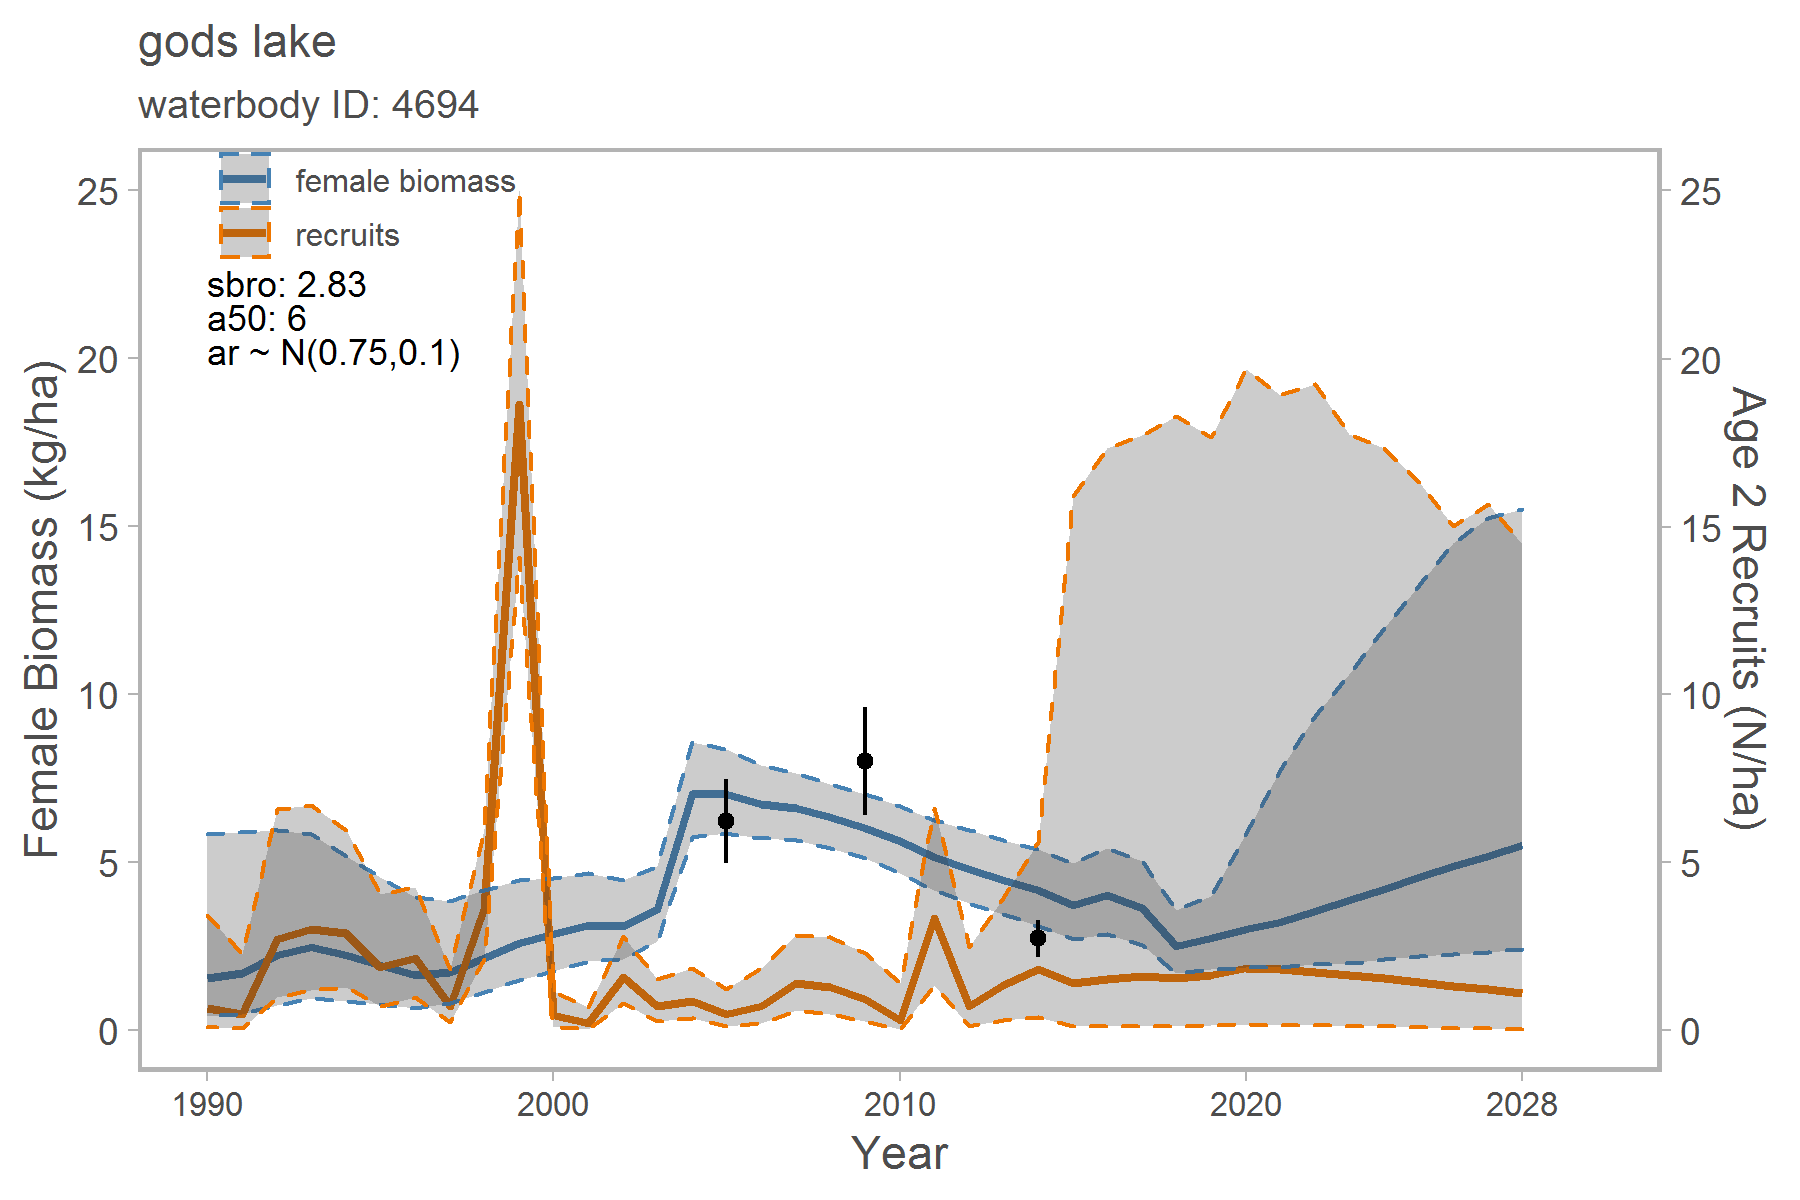 gods lake
waterbody ID: 4694
female biomass
recruits
sbro: 2.83
a50: 6
ar ~ N(0.75,0.1)
Female Biomass (kg/ha)
25
20
15
10
5
0
25
20
15
10
5
0
Age 2 Recruits (N/ha)
1990 2000 2010 2020 2028
Year